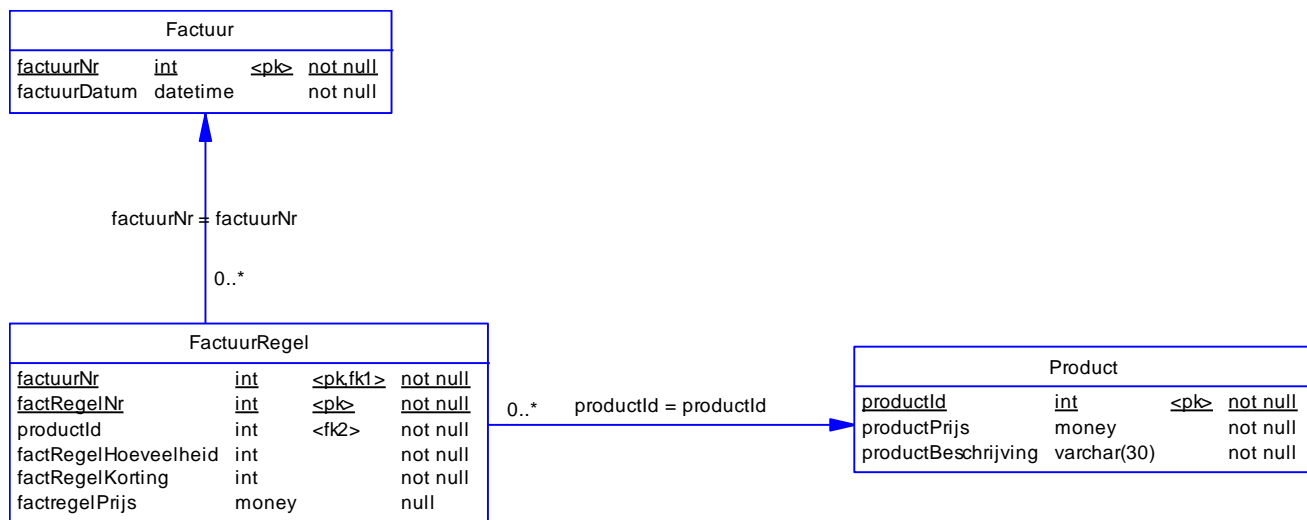 Factuur
factuurNr int <pk> not null
factuurDatum datetime not null
factuurNr = factuurNr
0..*
FactuurRegel
factuurNr int <pk,fk1> not null
factRegelNr int <pk> not null
productId int <fk2> not null
factRegelHoeveelheid int not null
factRegelKorting int not null
factregelPrijs money null
0..*
productId = productId
Product
productId int <pk> not null
productPrijs money not null
productBeschrijving varchar(30) not null